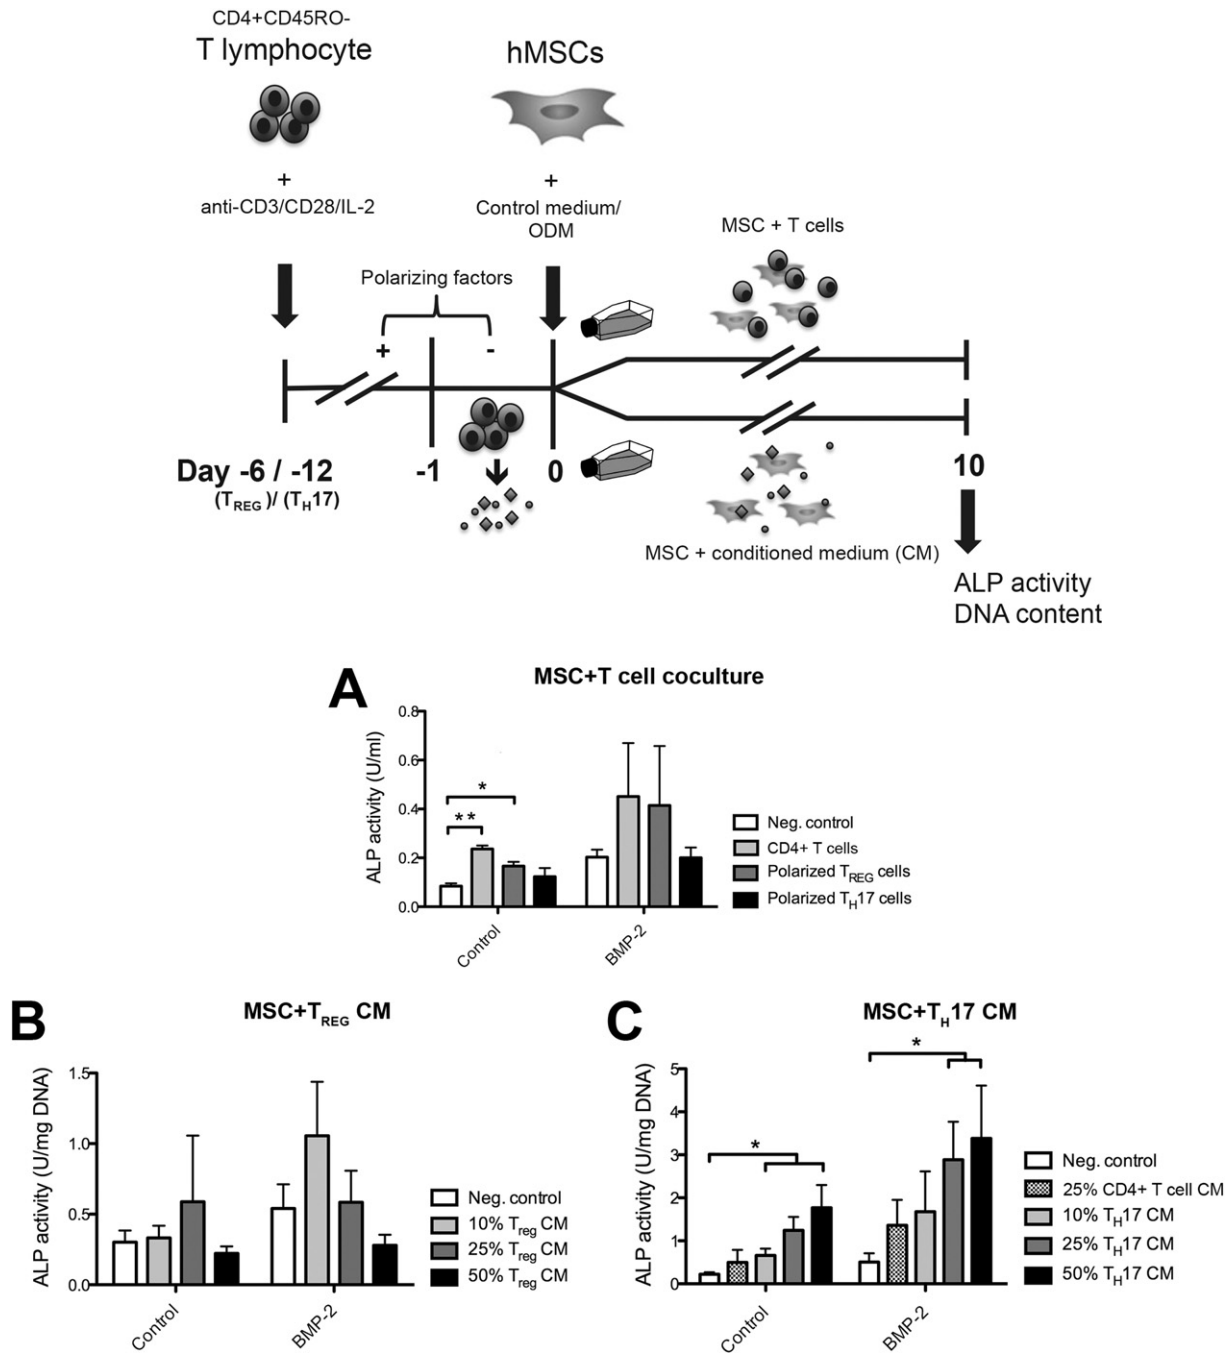 CD4+CD45RO-
T lymphocyte
hMSCs
+
anti-CD3/CD28/IL-2
+
Control medium/
ODM
MSC + T cells
Polarizing factors
+ -
Day -6 / -12
-1
0
10
(TREG )/ (TH17)
MSC + conditioned medium (CM)
ALP activity
DNA content
A
MSC+T cell coculture
ALP activity (U/ml)
0.8
0.6
0.4
0.2
0.0
*
**
Control
BMP-2
Neg. control
CD4+ T cells
Polarized TREG cells
Polarized TH17 cells
B
MSC+TREG CM
ALP activity (U/mg DNA)
1.5
1.0
0.5
0.0
Control
BMP-2
Neg. control
10% Treg CM
25% Treg CM
50% Treg CM
C
MSC+TH17 CM
ALP activity (U/mg DNA)
5
4
3
2
1
0
*
*
Control
BMP-2
Neg. control
25% CD4+ T cell CM
10% TH17 CM
25% TH17 CM
50% TH17 CM